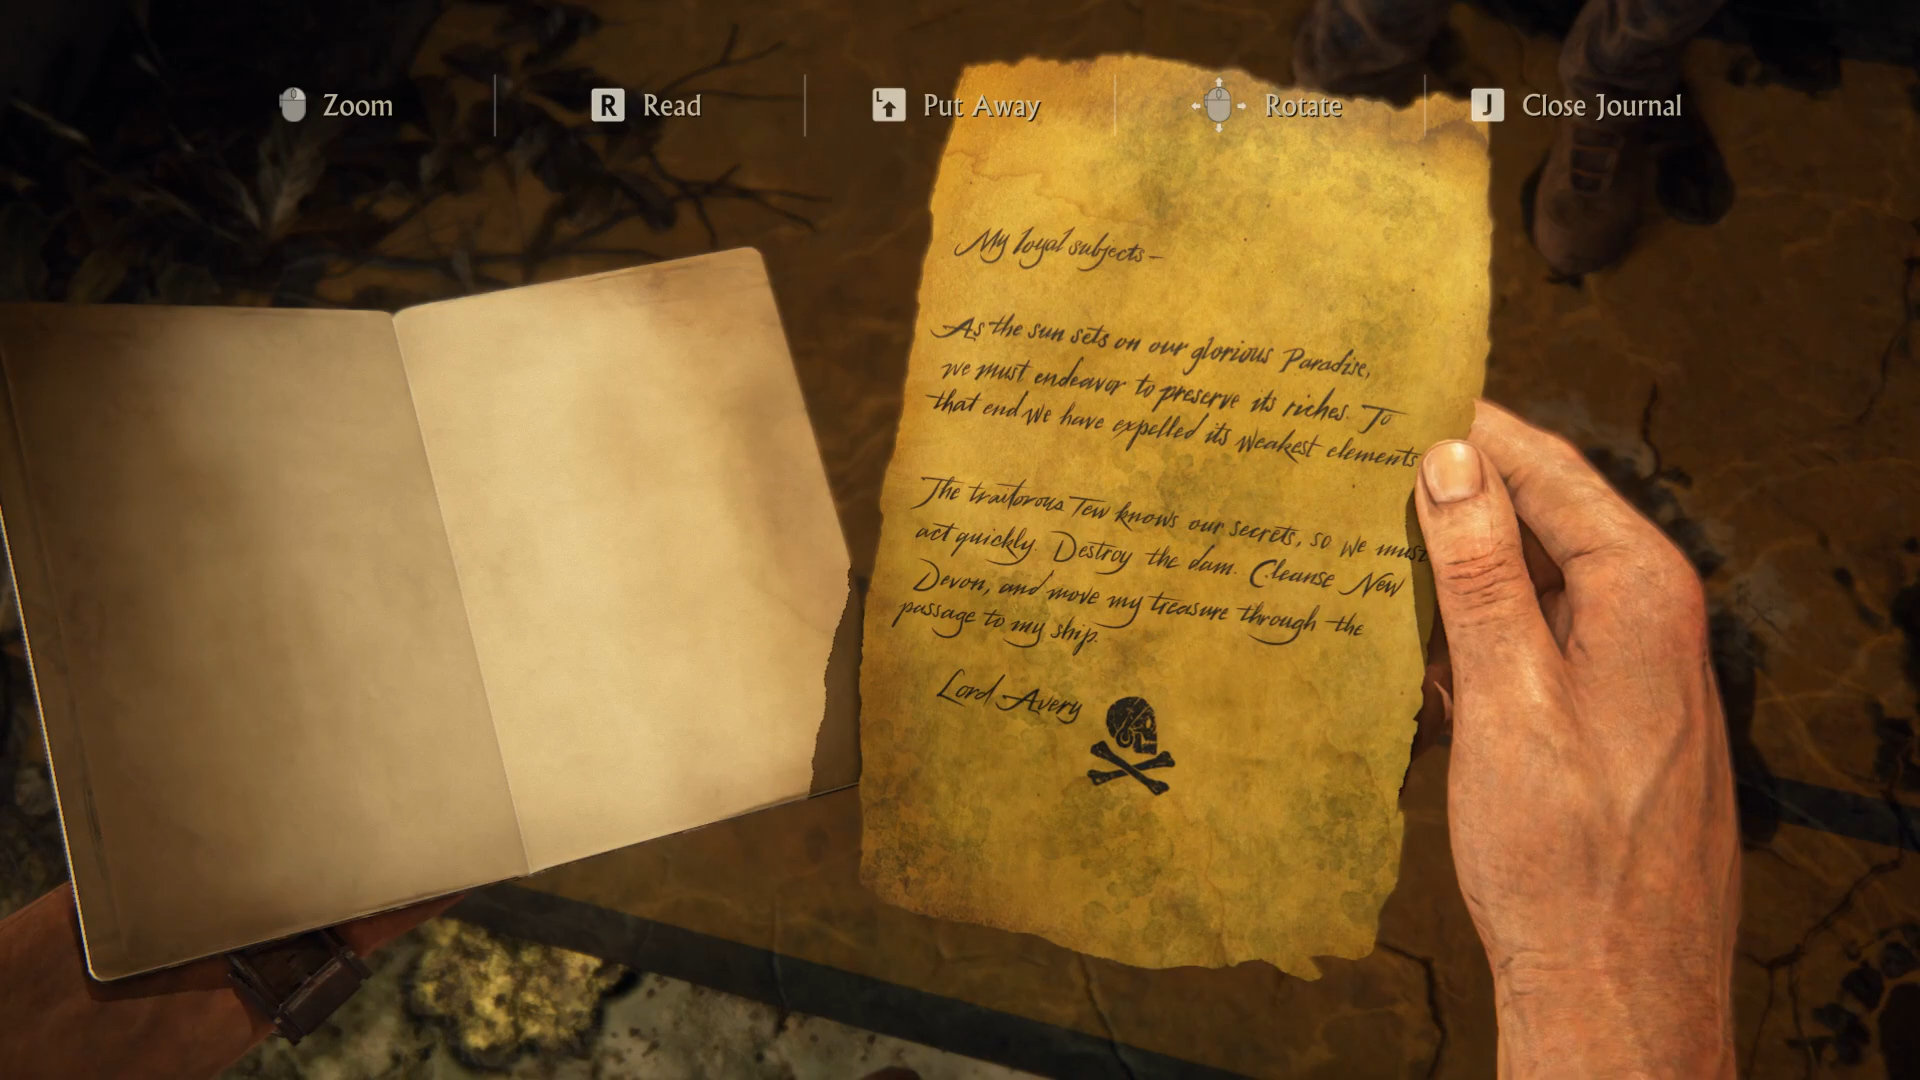 Zoom
R Read
L Put Away
Rotate
J Close Journal
My loyal subjects—
As the sun sets on our glorious Paradise,
we must endeavor to preserve its riches. To
that end we have expelled its weakest elements
The traitorous Tew knows our secrets, so we must
act quickly. Destroy the dam. Cleanse New
Devon, and move my treasure through the
passage to my ship.
Lord Avery